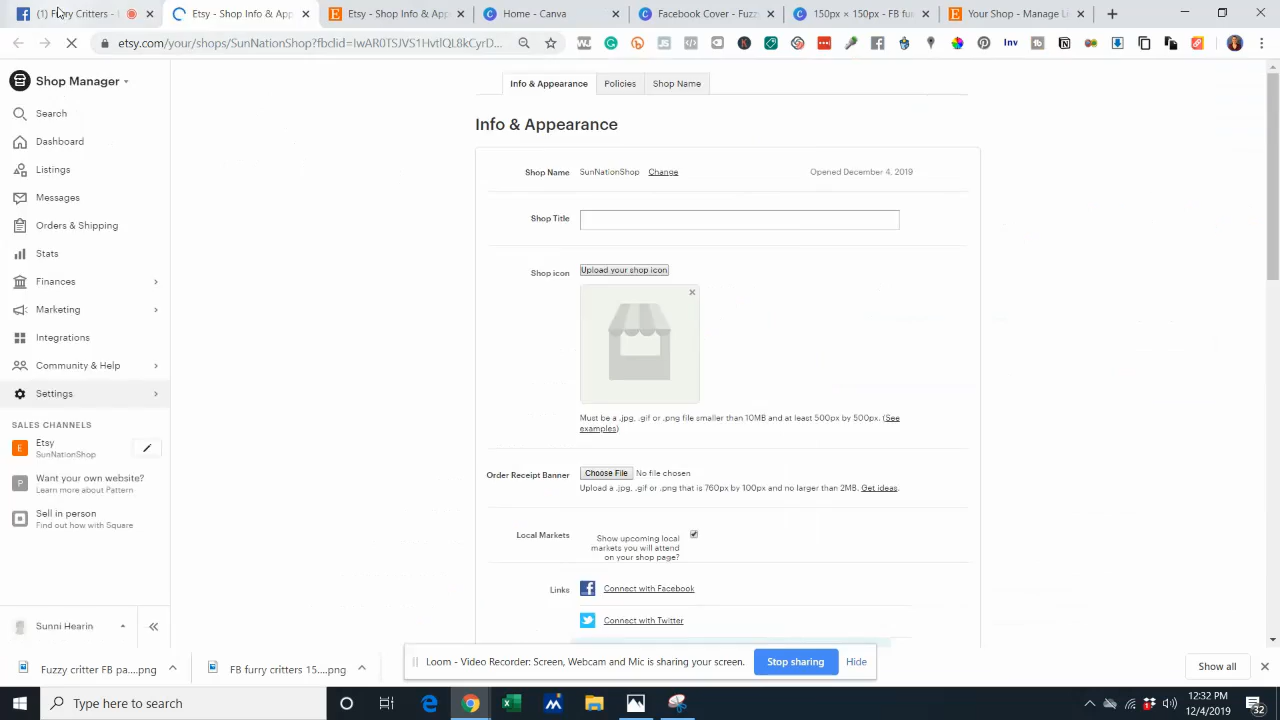 (1) Furry Critters -
Etsy - Shop Info & Appe
Etsy - Shop Info & App
Home - Canva
Facebook Cover - Fuzz
150px × 150px - FB fur
Your Shop - Manage Li
etsy.com/your/shops/SunNationShop?fbclid=IwAR0TSJVS1HvtlQL8kCyrD...
Inv
Shop Manager
Search
Dashboard
Listings
Messages
Orders & Shipping
Stats
Finances
Marketing
Integrations
Community & Help
Settings
SALES CHANNELS
E
Etsy
SunNationShop
P
Want your own website?
Learn more about Pattern
Sell in person
Find out how with Square
Sunni Hearin
Info & Appearance
Policies
Shop Name
Info & Appearance
Shop Name
SunNationShop
Change
Opened December 4, 2019
Shop Title
Shop icon
Upload your shop icon
Must be a .jpg, .gif or .png file smaller than 10MB and at least 500px by 500px. (See
examples)
Order Receipt Banner
Choose File
No file chosen
Upload a .jpg, .gif or .png that is 760px by 100px and no larger than 2MB. Get ideas.
Local Markets
Show upcoming local
markets you will attend
on your shop page?
Links
Connect with Facebook
Connect with Twitter
Loom - Video Recorder: Screen, Webcam and Mic is sharing your screen.
Stop sharing
Hide
Fuzzy critter FB pa....png
FB furry critters 15....png
Show all
Type here to search
12:32 PM
12/4/2019
32